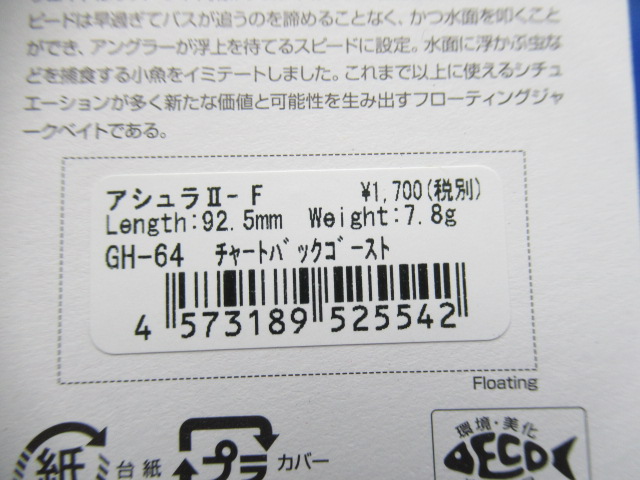 ピードは早過ぎてバスが追うのを諦めることなく、かつ水面を叩くこと
ができ、アングラーが浮上を待てるスピードに設定。水面に浮かぶ虫な
どを捕食する小魚をイミテートしました。これまで以上に使えるシチュ
エーションが多く新たな価値と可能性を生み出すフローティングジャ
ークベイトである。
アシュラⅡ-F ¥1,700(税別)
Length:92.5mm Weight:7.8g
GH-64 チャートバックゴースト
4 573189 525542
Floating
紙 台紙 プラ カバー
環境・美化
ECO